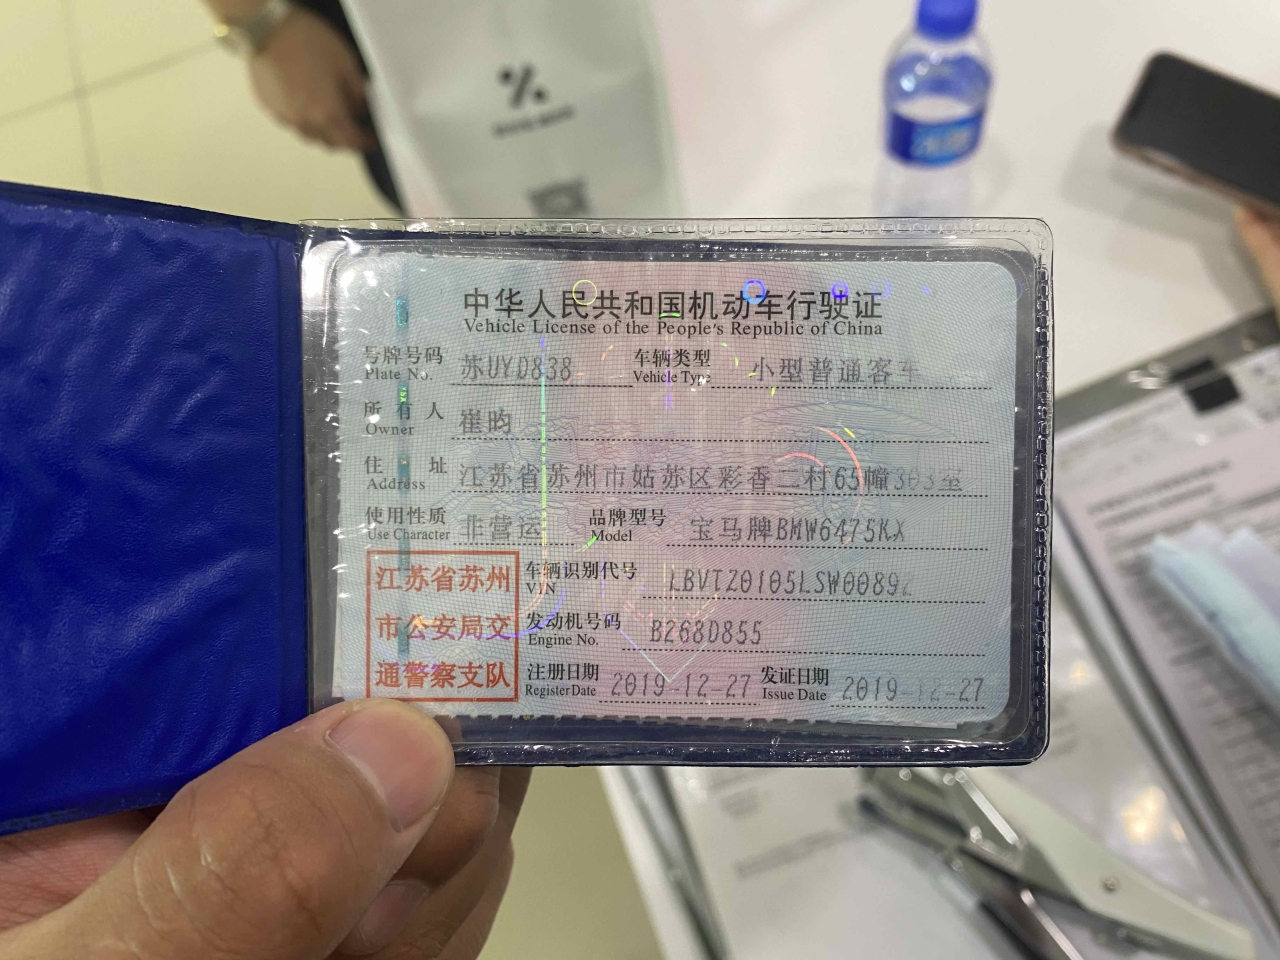 中华人民共和国机动车行驶证
Vehicle License of the People's Republic of China
号牌号码 苏UYD838 车辆类型 小型普通客车
Plate No. Vehicle Type
所有人 崔昀
Owner
住址 江苏省苏州市姑苏区彩香二村65幢303室
Address
使用性质 非营运 品牌型号 宝马牌BMW6475KX
Use Character Model
江苏省苏州
市公安局交
通警察支队
车辆识别代号
VIN
发动机号码 B268D855
Engine No.
注册日期 2019-12-27 发证日期 2019-12-27
Register Date Issue Date